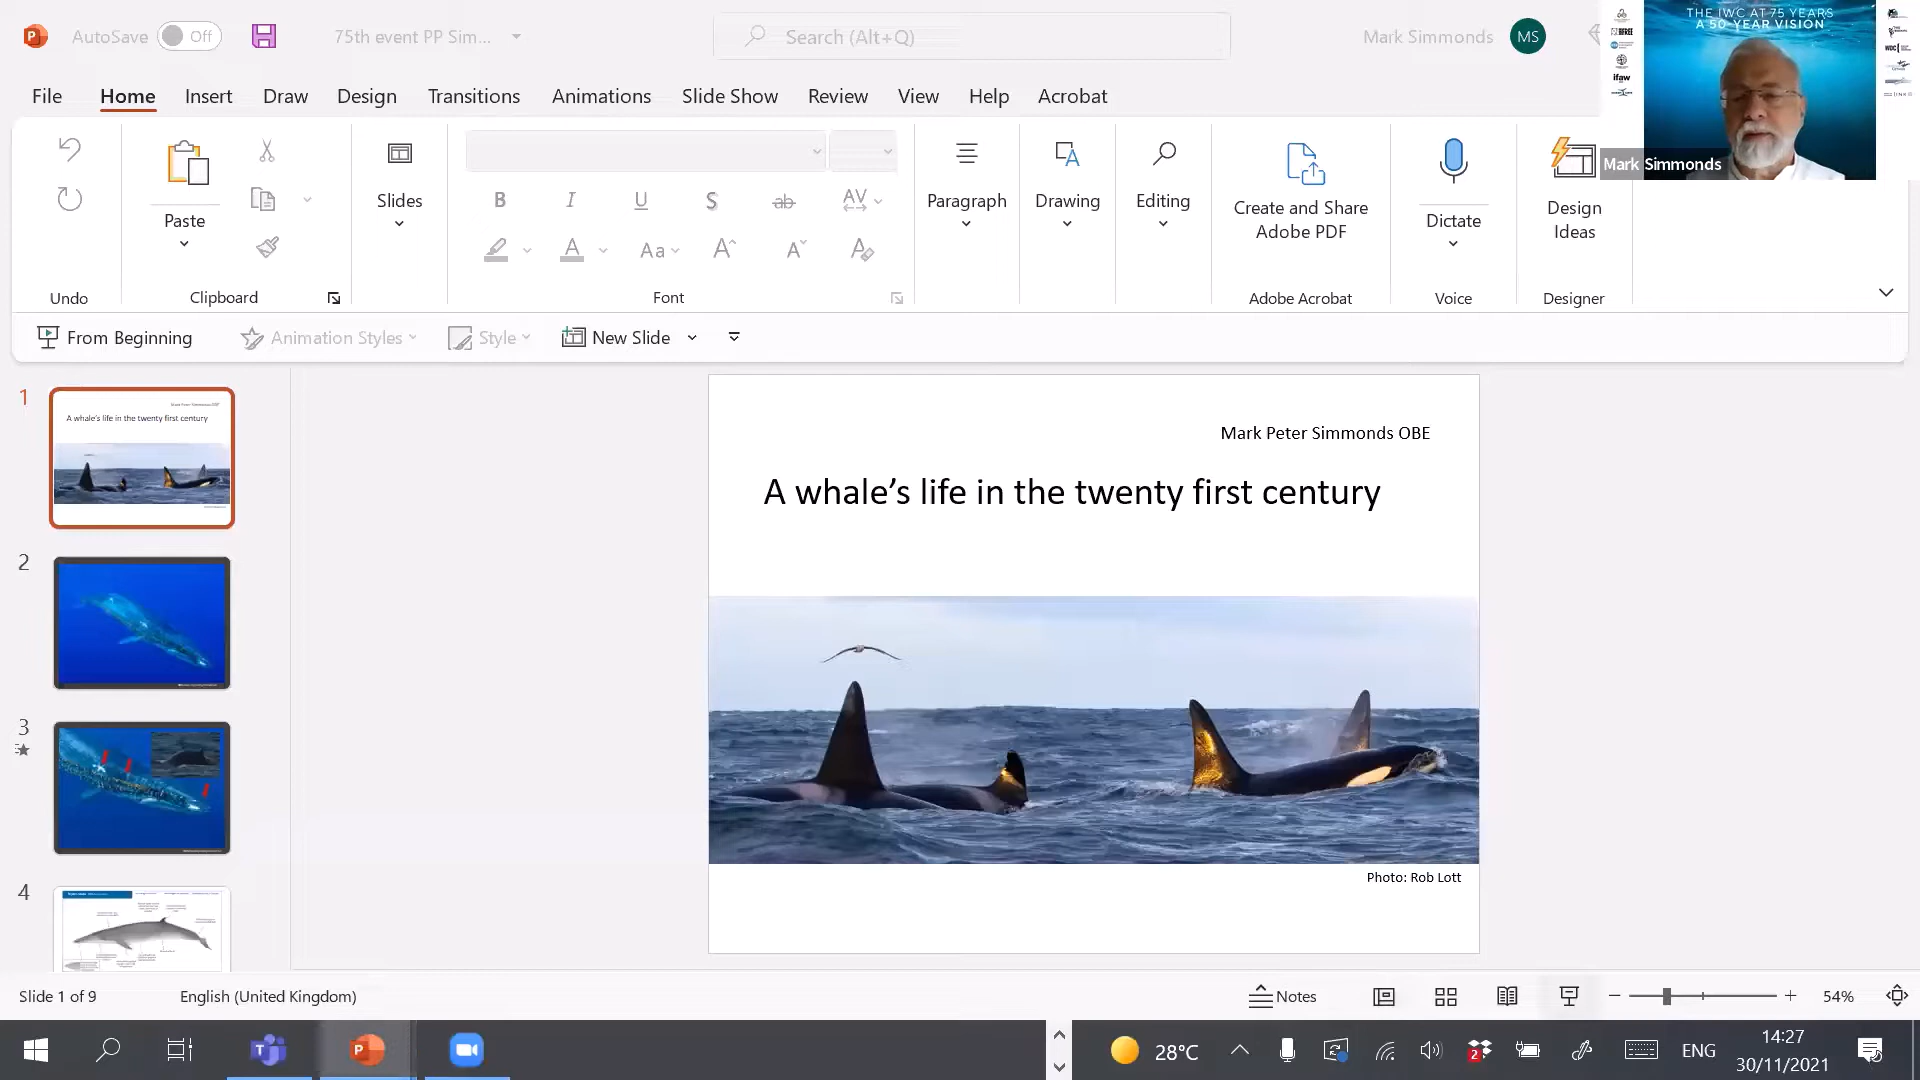 AutoSave
Off
75th event PP Sim...
Search (Alt+Q)
Mark Simmonds
MS
THE IWC AT 75 YEARS
A 50-YEAR VISION
ifaw
WDC
Mark Simmonds
File
Home
Insert
Draw
Design
Transitions
Animations
Slide Show
Review
View
Help
Acrobat
Paste
Slides
B
I
U
S
ab
AV
A
Aa
A
A
A
Paragraph
Drawing
Editing
Create and Share
Adobe PDF
Dictate
Design
Ideas
Undo
Clipboard
Font
Adobe Acrobat
Voice
Designer
From Beginning
Animation Styles
Style
New Slide
1
A whale's life in the twenty first century
2
3
4
Mark Peter Simmonds OBE
A whale's life in the twenty first century
Photo: Rob Lott
Slide 1 of 9
English (United Kingdom)
Notes
54%
28°C
2
ENG
14:27
30/11/2021